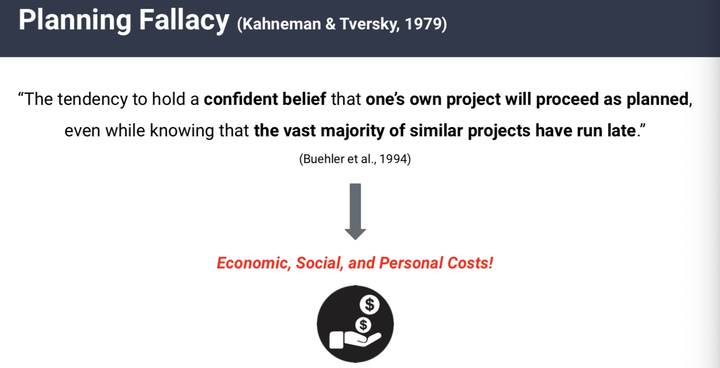 Planning Fallacy (Kahneman & Tversky, 1979)
“The tendency to hold a confident belief that one’s own project will proceed as planned,
even while knowing that the vast majority of similar projects have run late.”
(Buehler et al., 1994)
Economic, Social, and Personal Costs!
$
$